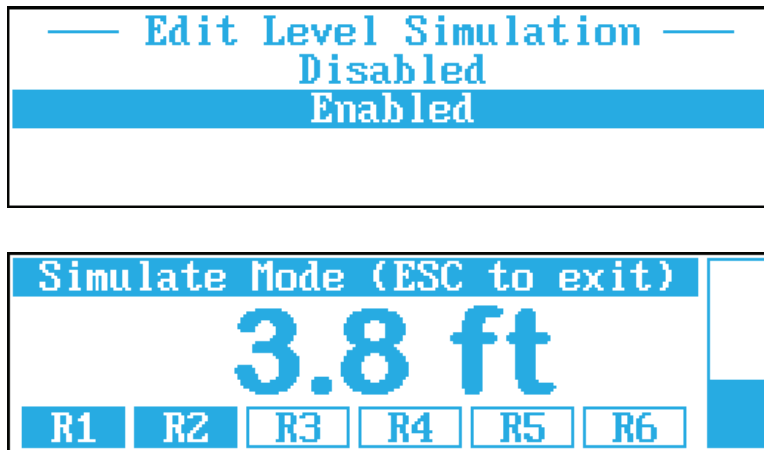 Edit Level Simulation
Disabled
Enabled
Simulate Mode (ESC to exit)
3.8 ft
R1 R2 R3 R4 R5 R6